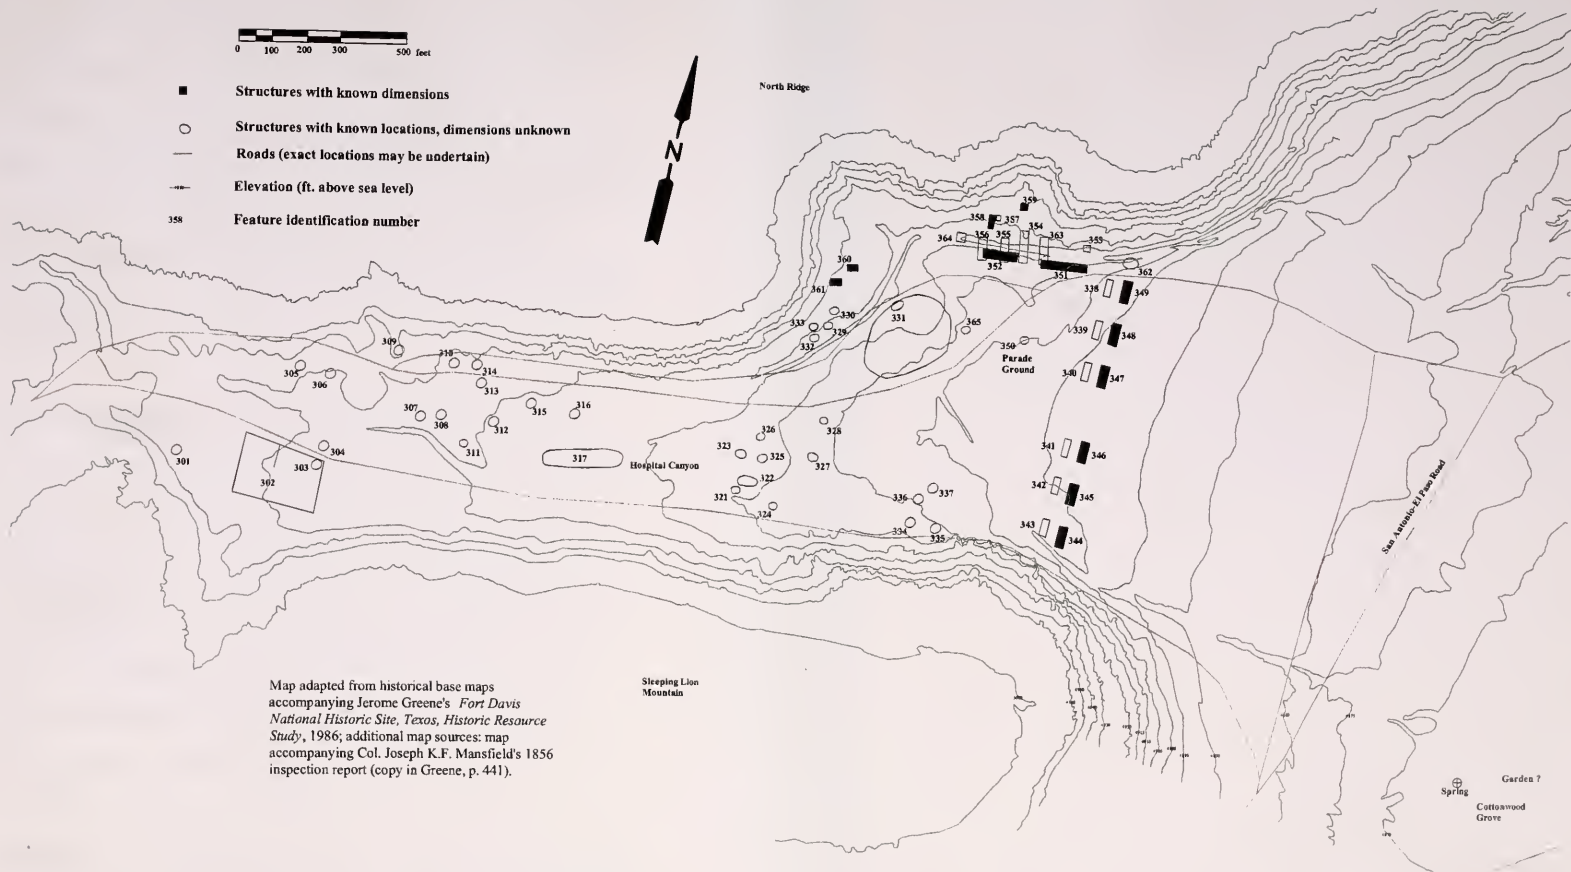 0 100 200 300 500 feet
Structures with known dimensions
Structures with known locations, dimensions unknown
Roads (exact locations may be undertain)
Elevation (ft. above sea level)
358 Feature identification number
N
North Ridge
359
358 357
354
364 356 355 363 353
352 351 362
360
361
338 349
330 331
333 329 365
332
339 348
350
Parade
Ground
340 347
309
310 314
305 306
313
307 308 315 316
312
311
301 304
303
302
317
Hospital Canyon
326 328
323 325 327
322
321
324
341 346
336 337
342 345
334 335
343 344
San Antonio-El Paso Road
Map adapted from historical base maps
accompanying Jerome Greene's Fort Davis
National Historic Site, Texos, Historic Resource
Study, 1986; additional map sources: map
accompanying Col. Joseph K.F. Mansfield's 1856
inspection report (copy in Greene, p. 441).
Sleeping Lion
Mountain
Spring
Garden ?
Cottonwood
Grove